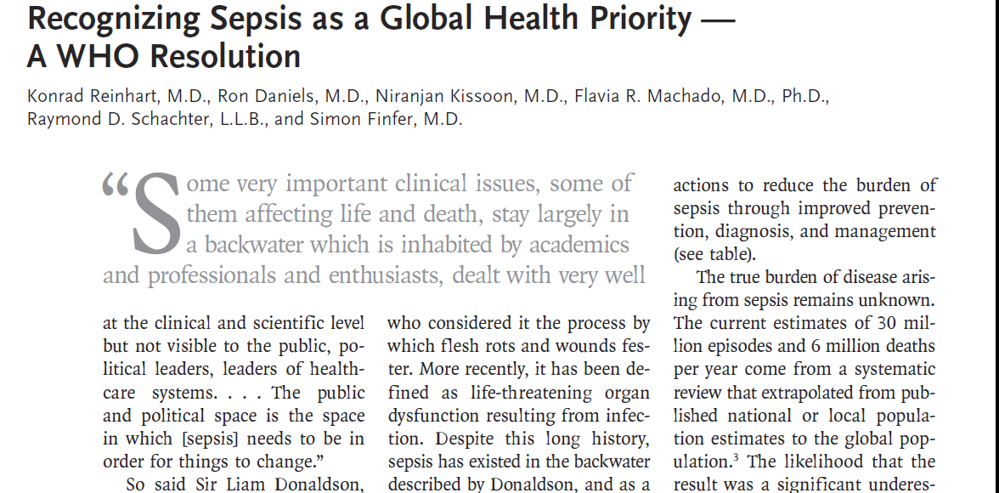 Recognizing Sepsis as a Global Health Priority —
A WHO Resolution
Konrad Reinhart, M.D., Ron Daniels, M.D., Niranjan Kissoon, M.D., Flavia R. Machado, M.D., Ph.D.,
Raymond D. Schachter, L.L.B., and Simon Finfer, M.D.
“Some very important clinical issues, some of
them affecting life and death, stay largely in
a backwater which is inhabited by academics
and professionals and enthusiasts, dealt with very well
at the clinical and scientific level
but not visible to the public, po-
litical leaders, leaders of health-
care systems. . . . The public
and political space is the space
in which [sepsis] needs to be in
order for things to change.”
So said Sir Liam Donaldson,
who considered it the process by
which flesh rots and wounds fes-
ter. More recently, it has been de-
fined as life-threatening organ
dysfunction resulting from infec-
tion. Despite this long history,
sepsis has existed in the backwater
described by Donaldson, and as a
actions to reduce the burden of
sepsis through improved preven-
tion, diagnosis, and management
(see table).
The true burden of disease aris-
ing from sepsis remains unknown.
The current estimates of 30 mil-
lion episodes and 6 million deaths
per year come from a systematic
review that extrapolated from pub-
lished national or local popula-
tion estimates to the global pop-
ulation.³ The likelihood that the
result was a significant underes-